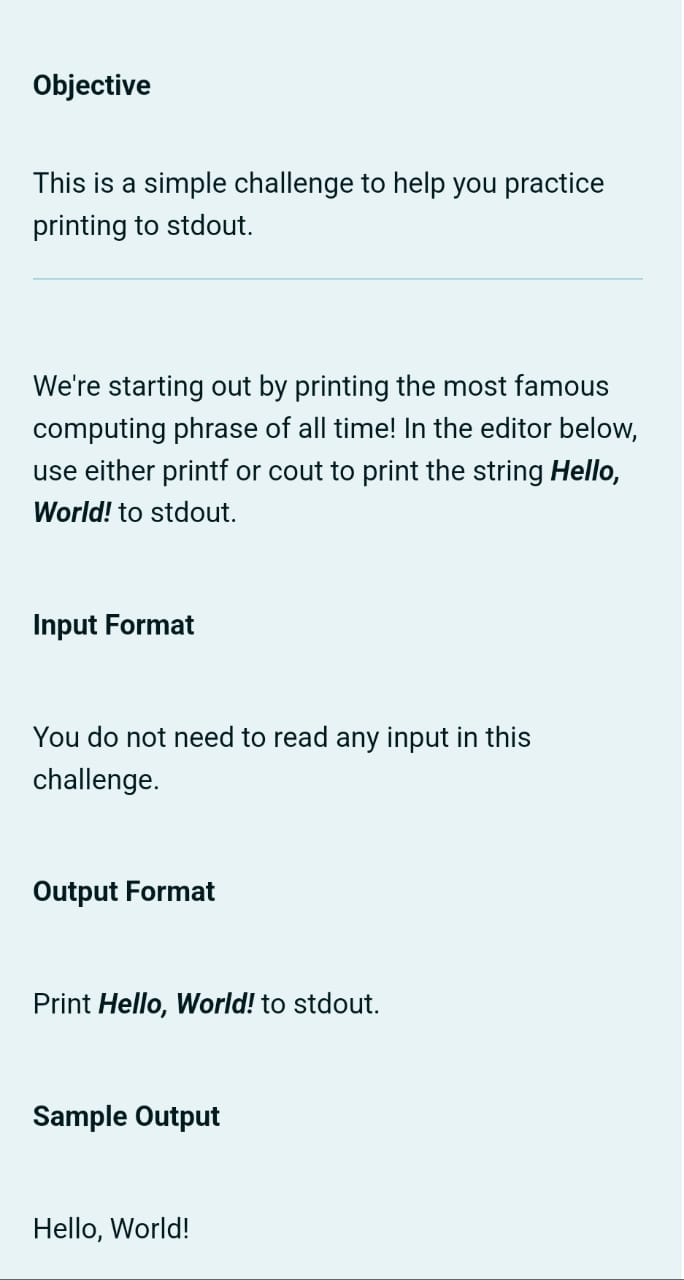 Objective
This is a simple challenge to help you practice
printing to stdout.
We're starting out by printing the most famous
computing phrase of all time! In the editor below,
use either printf or cout to print the string Hello,
World! to stdout.
Input Format
You do not need to read any input in this
challenge.
Output Format
Print Hello, World! to stdout.
Sample Output
Hello, World!